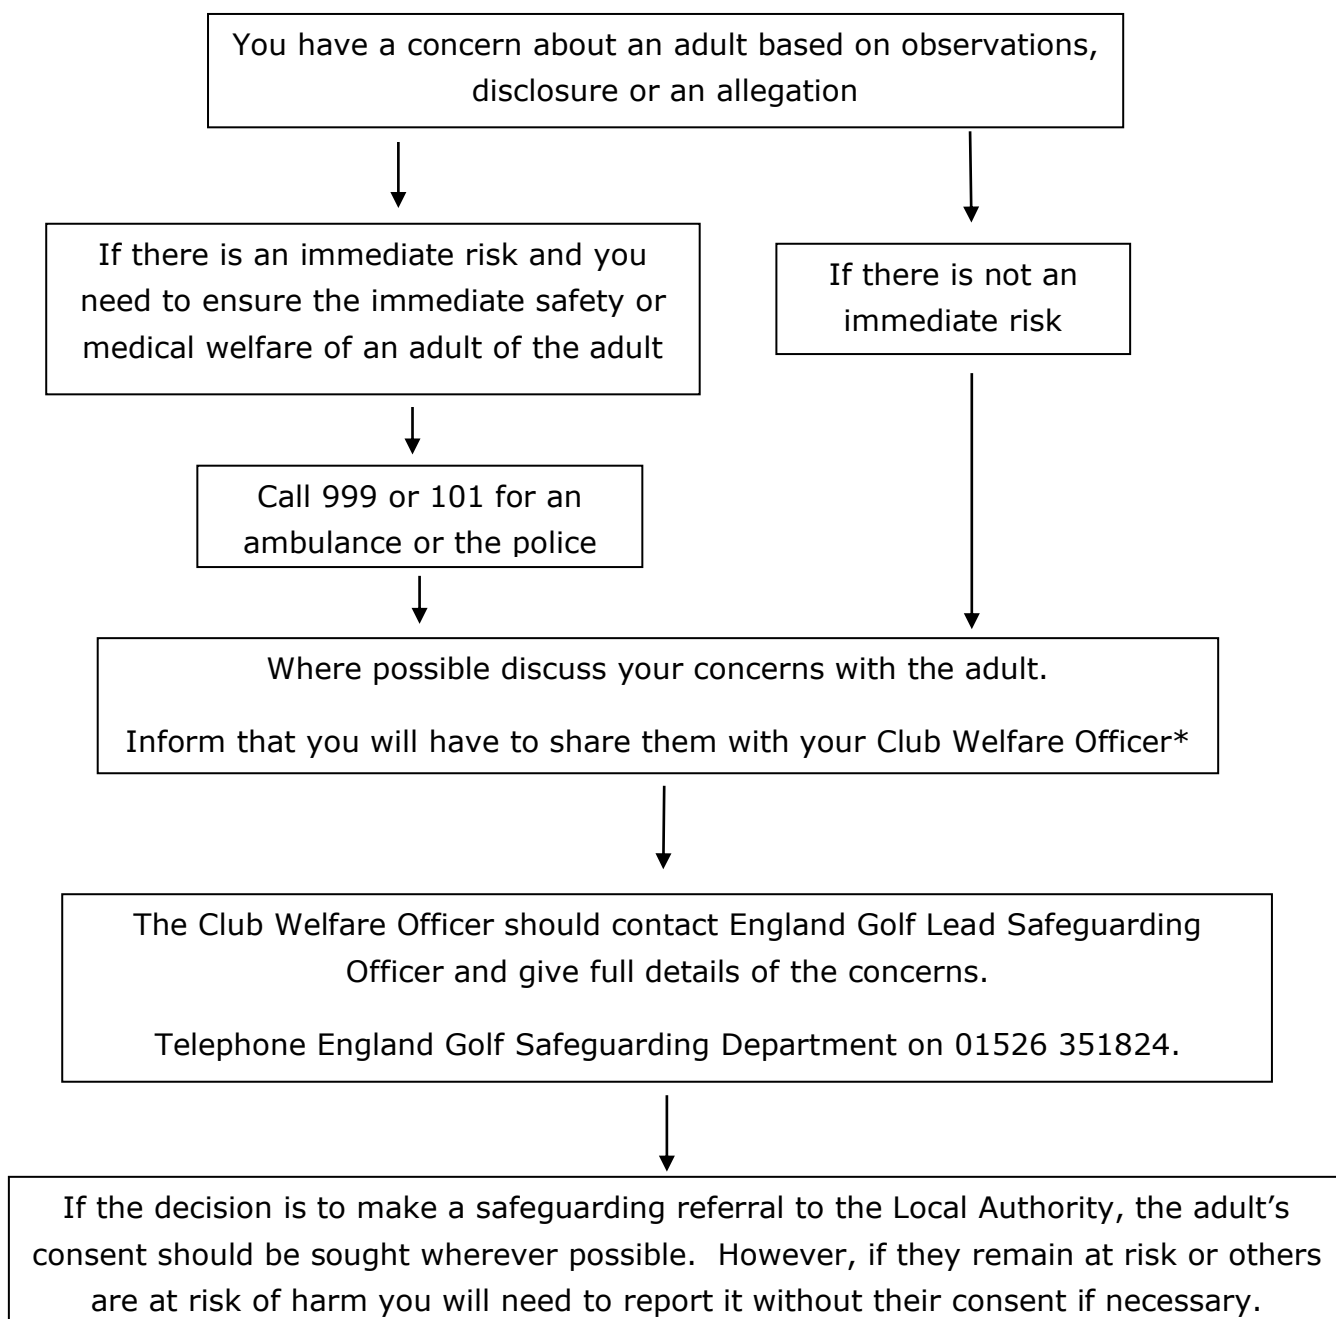 You have a concern about an adult based on observations,
disclosure or an allegation
If there is an immediate risk and you
need to ensure the immediate safety or
medical welfare of an adult of the adult
If there is not an
immediate risk
Call 999 or 101 for an
ambulance or the police
Where possible discuss your concerns with the adult.
Inform that you will have to share them with your Club Welfare Officer*
The Club Welfare Officer should contact England Golf Lead Safeguarding
Officer and give full details of the concerns.
Telephone England Golf Safeguarding Department on 01526 351824.
If the decision is to make a safeguarding referral to the Local Authority, the adult’s
consent should be sought wherever possible.  However, if they remain at risk or others
are at risk of harm you will need to report it without their consent if necessary.